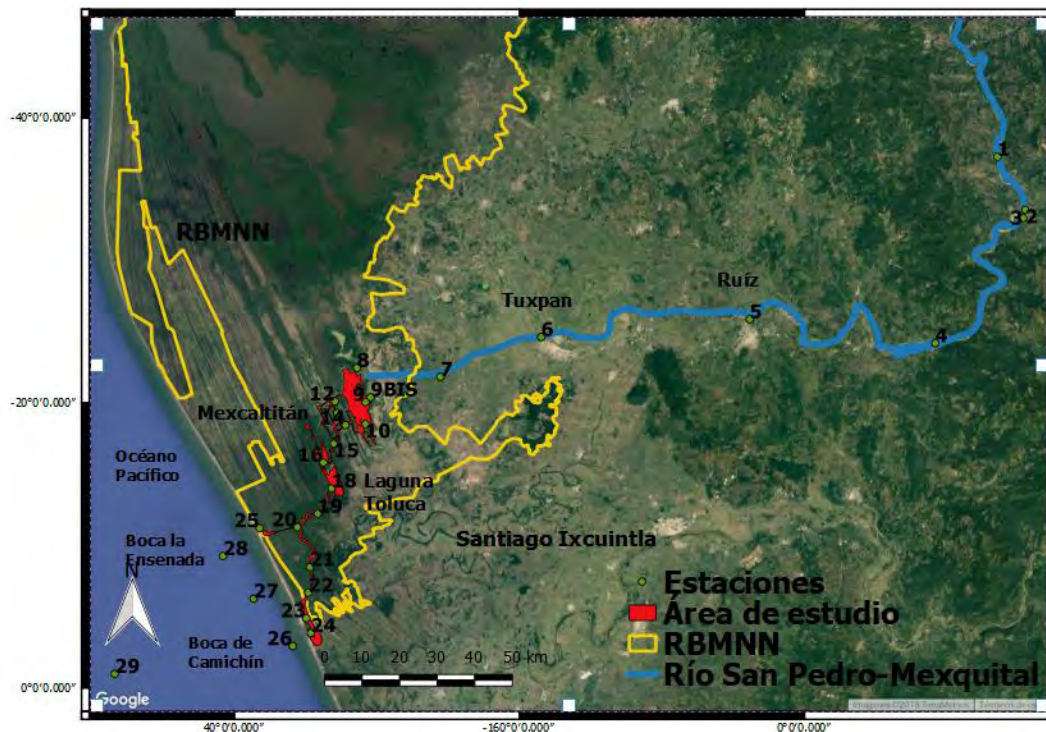 -40°0'0.000"
1
3 2
RBMNN
Ruíz
Tuxpan
5
6
4
7
8
-20°0'0.000"
12
9
9BIS
Mexcaltitán
14
10
15
Océano
Pacífico
16
18
Laguna
Toluca
19
25
20
Santiago Ixcuintla
Boca la
Ensenada
28
21
N
22
27
23
24
Boca de
Camichín
26
29
0 10 20 30 40 50 km
Estaciones
Área de estudio
RBMNN
Río San Pedro-Mexquital
0°0'0.000"
Google
40°0'0.000"
-160°0'0.000"
0°0'0.000"